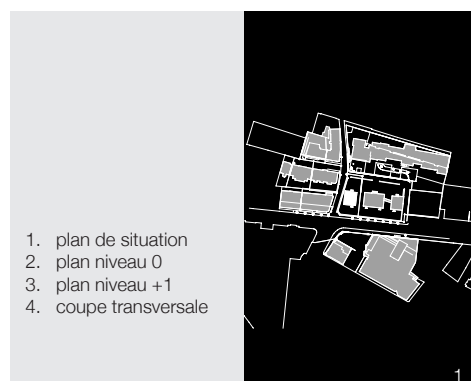 1. plan de situation
2. plan niveau 0
3. plan niveau +1
4. coupe transversale
1